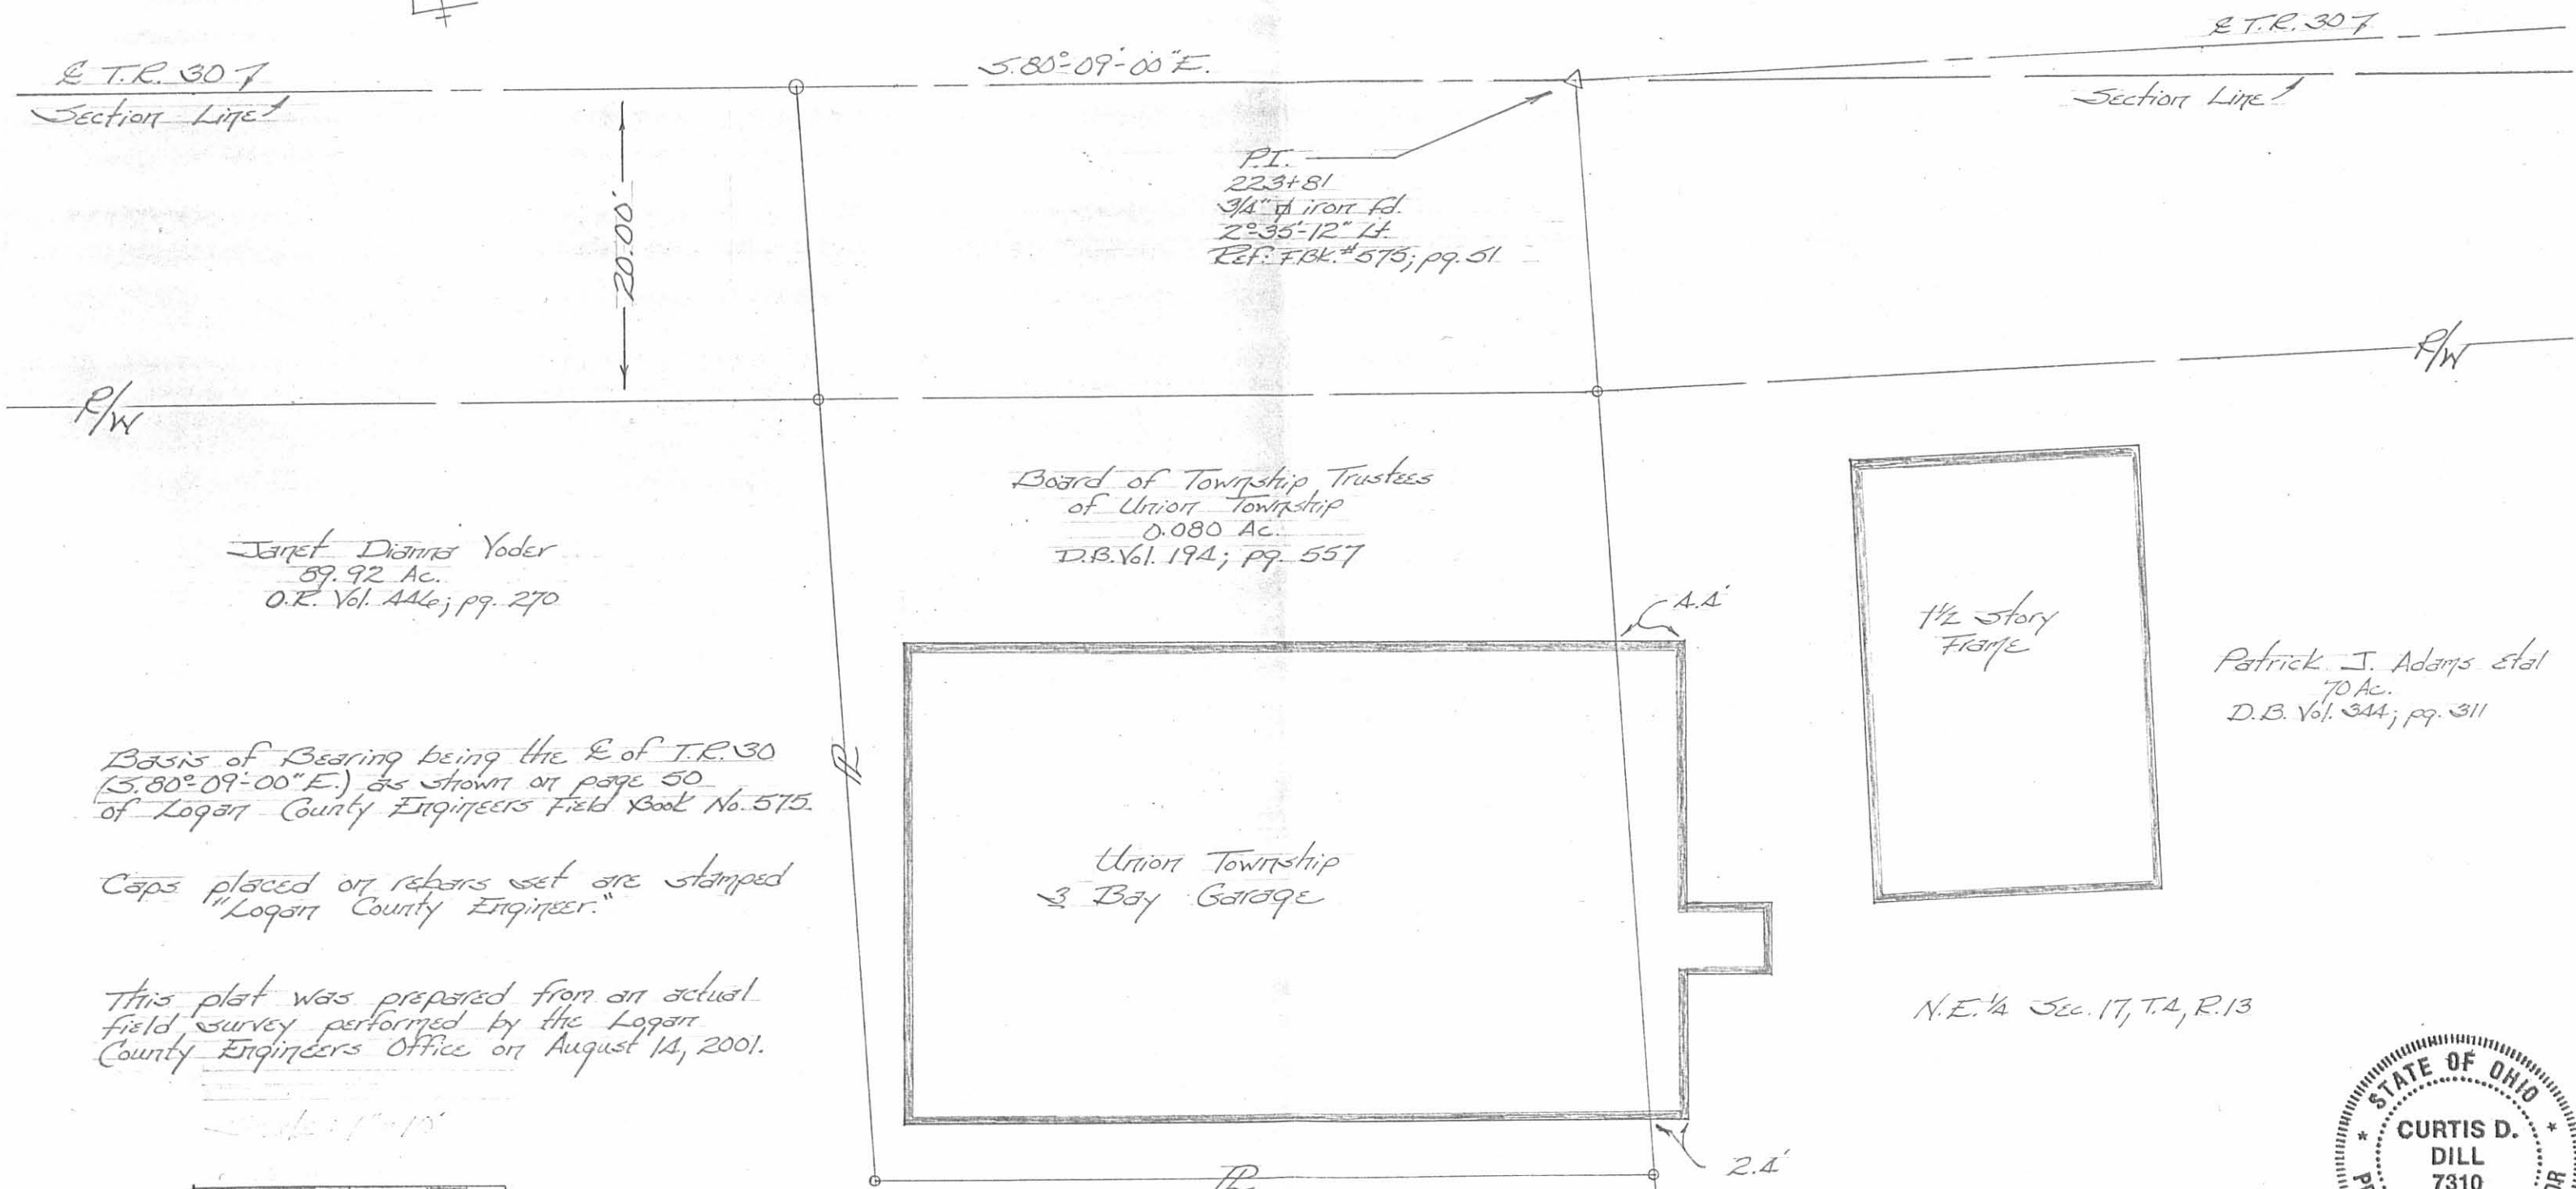 ℄ T.R. 307
Section Line
S.80°-09'-00"E.
℄ T.R. 307
Section Line
20.00'
P.I.
223+81
3/4" ⌀ iron fd.
2°-35'-12" Lt.
Ref: F.BK.#575; pg. 51
R/W
R/W
Board of Township Trustees
of Union Township
0.080 Ac.
D.B.Vol. 194; pg. 557
Janet Dianna Yoder
89.92 Ac.
O.R. Vol. 446; pg. 270
4.4'
1½ Story
Frame
Patrick J. Adams Etal
70 Ac.
D.B. Vol. 344; pg. 311
Basis of Bearing being the ℄ of T.R. 30
(S.80°-09'-00"E.) as shown on page 50
of Logan County Engineers Field Book No. 575.
PL
Union Township
3 Bay Garage
Caps placed on rebars set are stamped
"Logan County Engineer."
This plat was prepared from an actual
field survey performed by the Logan
County Engineers Office on August 14, 2001.
N.E.¼ Sec. 17, T.4, R.13
2.4'
PL
STATE OF OHIO
CURTIS D.
DILL
7310